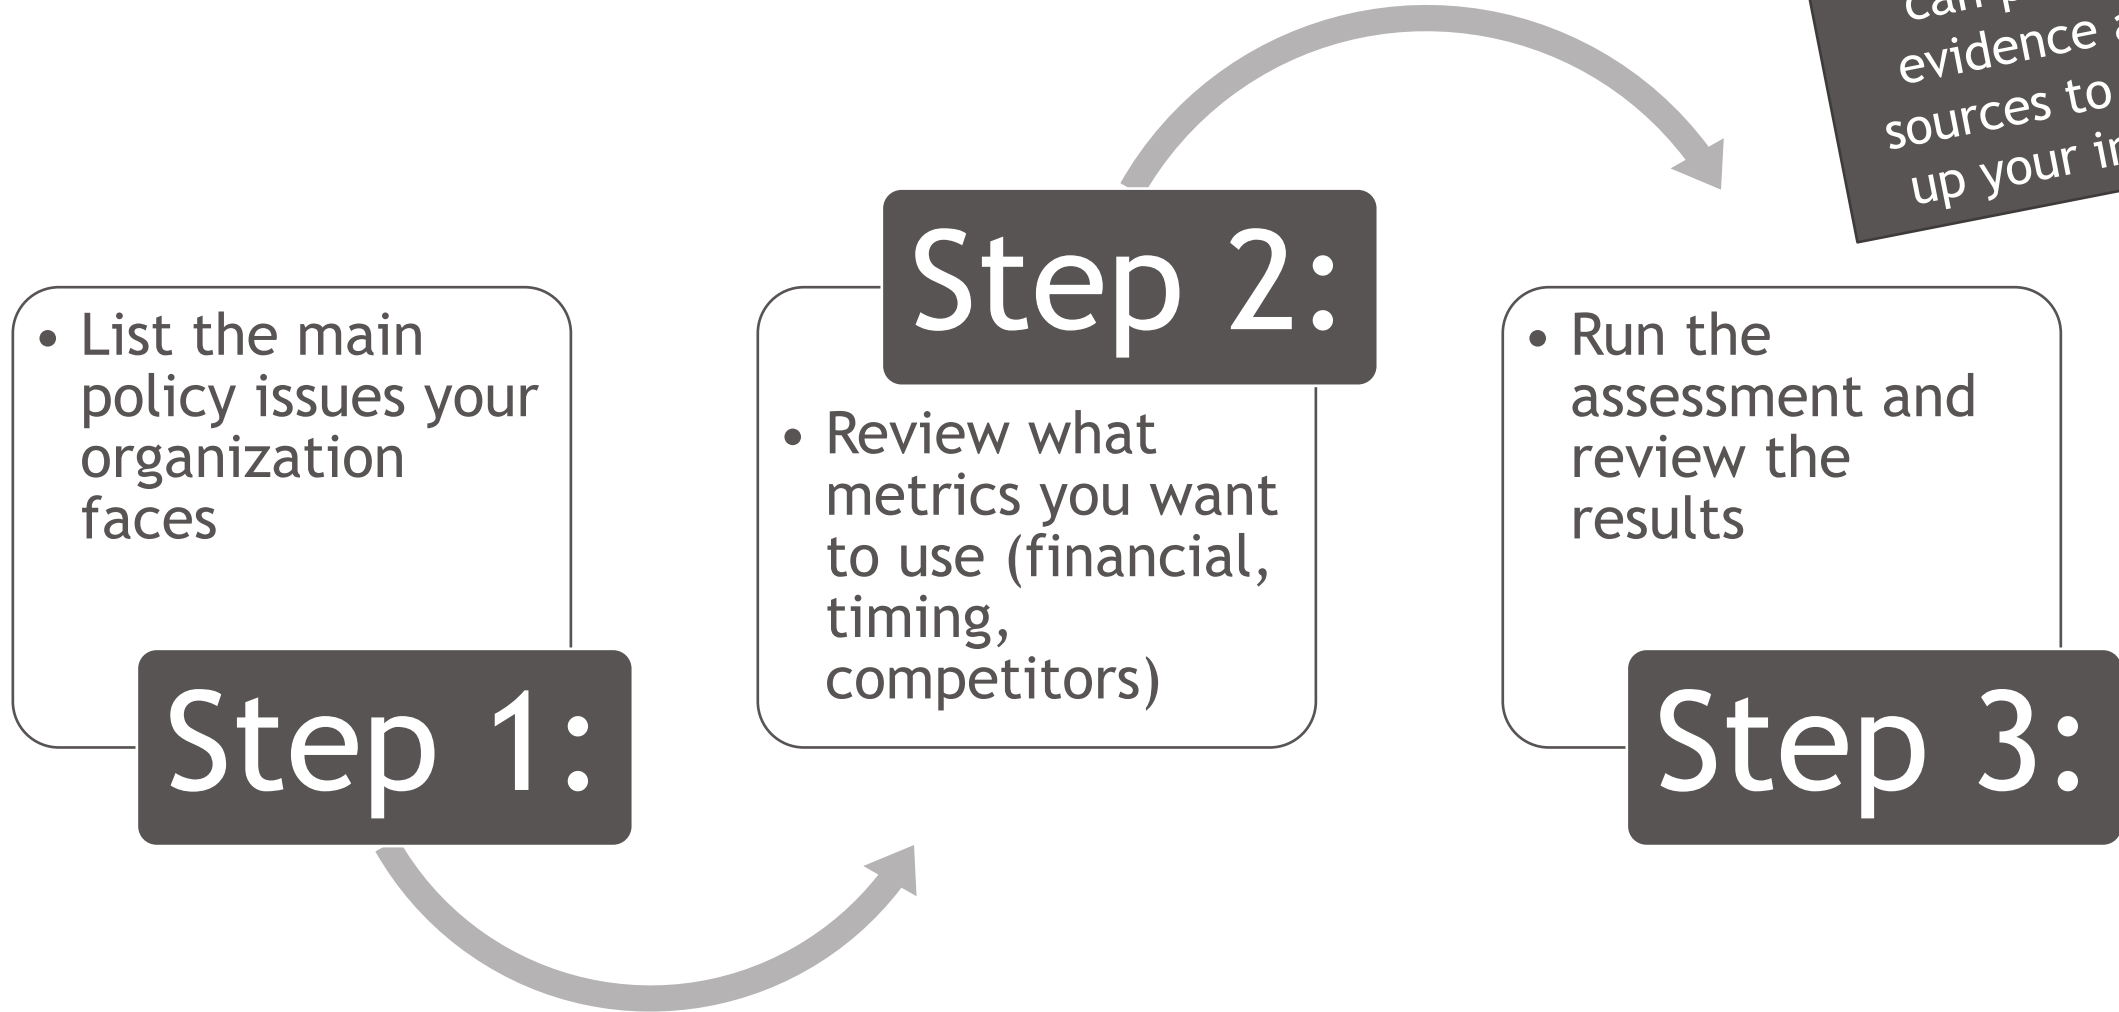 • List the main
policy issues your
organization
faces
Step 1:
Step 2:
• Review what
metrics you want
to use (financial,
timing,
competitors)
can
evidence
sources to
up your
• Run the
assessment and
review the
results
Step 3: